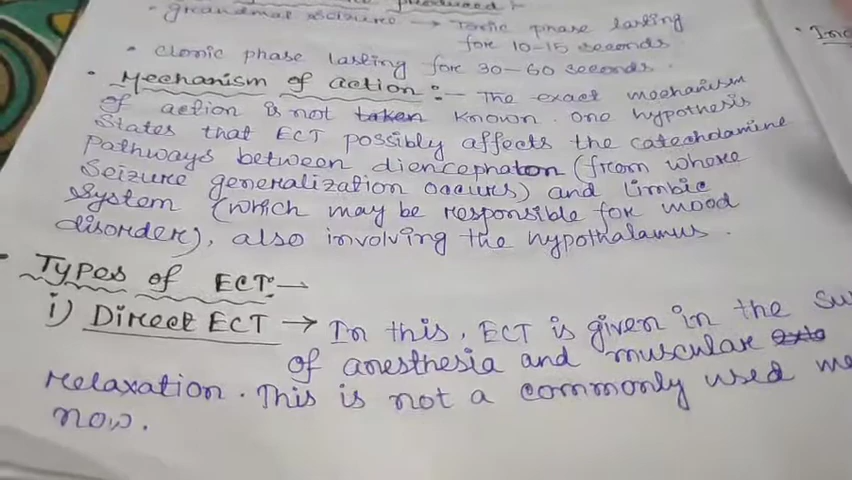 produced:-
• grandmal seizure → Tonic phase lasting
for 10-15 seconds
• clonic phase lasting for 30-60 seconds.
• Mechanism of action :- The exact mechanism
of action is not taken known. one hypothesis
States that ECT possibly affects the catecholamine
pathways between diencephaton (from where
Seizure generalization occurs) and limbic
System (which may be responsible for mood
disorder), also involving the hypothalamus.
• Types of ECT:-
i) Direct ECT → In this, ECT is given in the
of anesthesia and muscular
relaxation. This is not a commonly used
now.